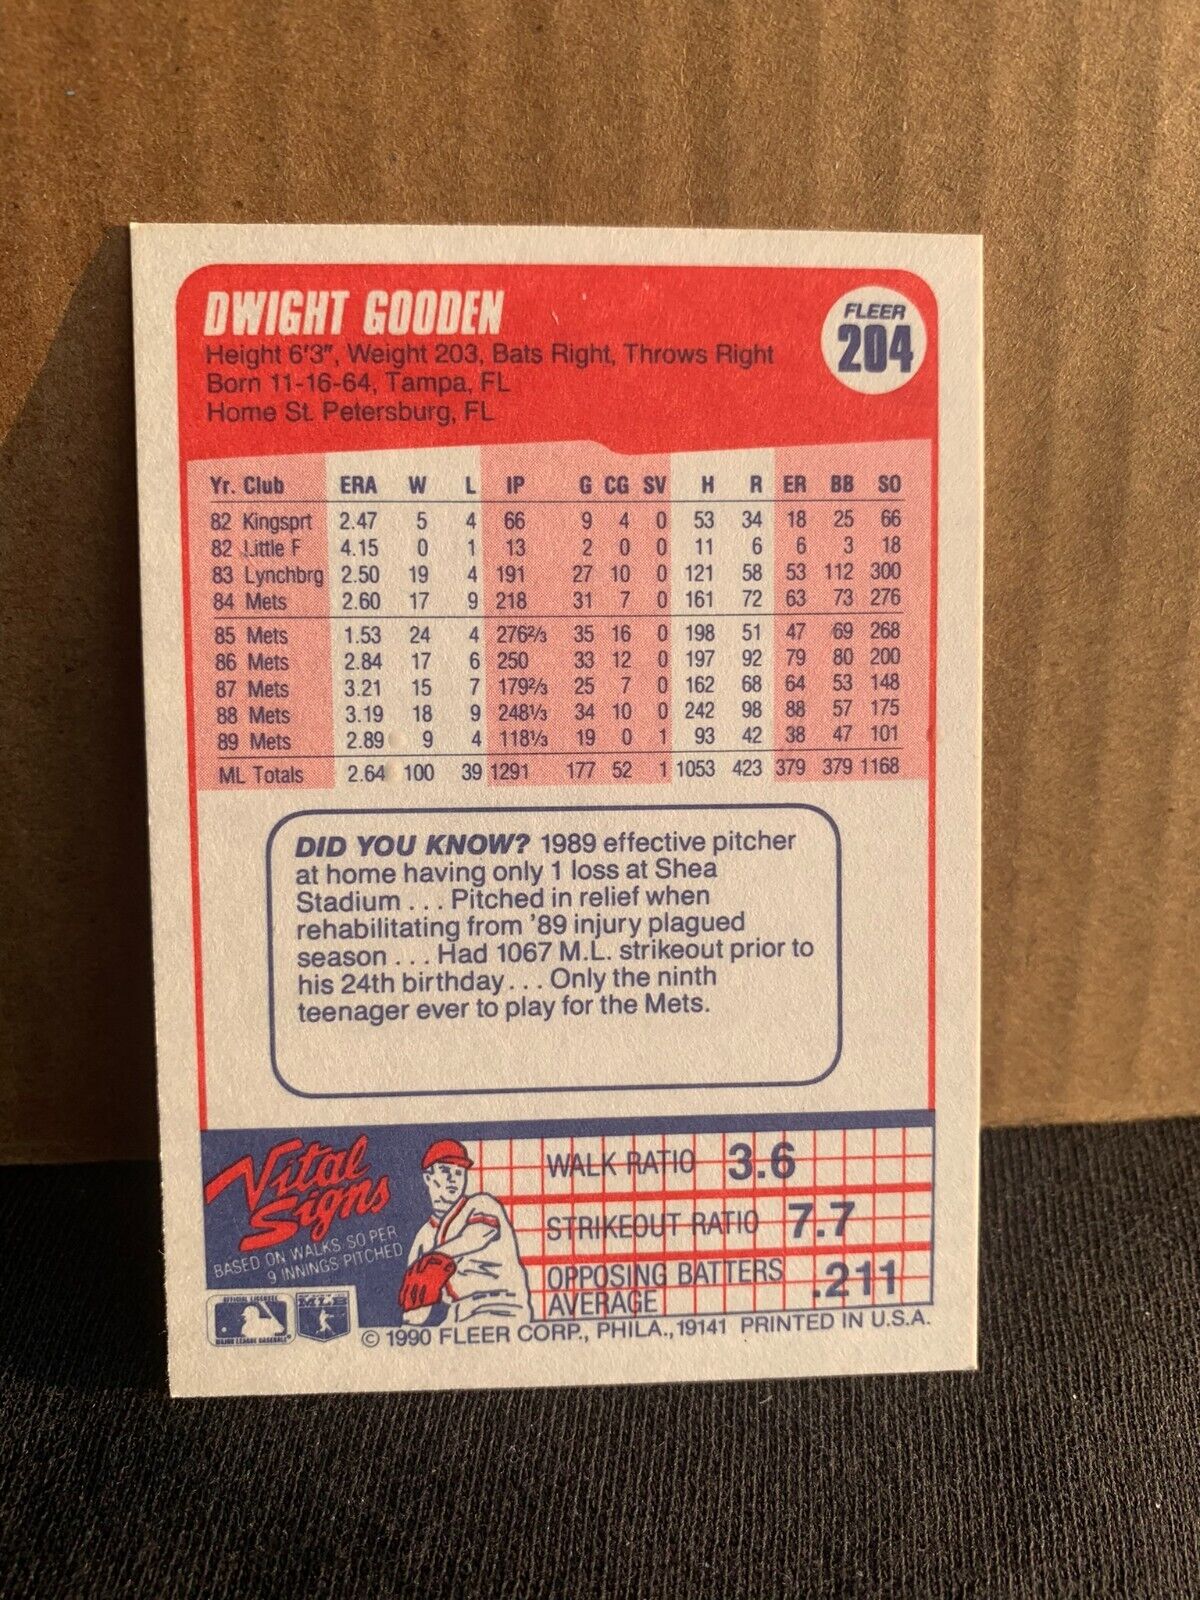 DWIGHT GOODEN
FLEER
204
Height 6'3", Weight 203, Bats Right, Throws Right
Born 11-16-64, Tampa, FL
Home St. Petersburg, FL
Yr. Club ERA W L IP G CG SV H R ER BB SO
82 Kingsprt 2.47 5 4 66 9 4 0 53 34 18 25 66
82 Little F 4.15 0 1 13 2 0 0 11 6 6 3 18
83 Lynchbrg 2.50 19 4 191 27 10 0 121 58 53 112 300
84 Mets 2.60 17 9 218 31 7 0 161 72 63 73 276
85 Mets 1.53 24 4 276 2/3 35 16 0 198 51 47 69 268
86 Mets 2.84 17 6 250 33 12 0 197 92 79 80 200
87 Mets 3.21 15 7 179 2/3 25 7 0 162 68 64 53 148
88 Mets 3.19 18 9 248 1/3 34 10 0 242 98 88 57 175
89 Mets 2.89 9 4 118 1/3 19 0 1 93 42 38 47 101
ML Totals 2.64 100 39 1291 177 52 1 1053 423 379 379 1168
DID YOU KNOW? 1989 effective pitcher
at home having only 1 loss at Shea
Stadium . . . Pitched in relief when
rehabilitating from '89 injury plagued
season . . . Had 1067 M.L. strikeout prior to
his 24th birthday . . . Only the ninth
teenager ever to play for the Mets.
Vital
Signs
BASED ON WALKS, SO PER
9 INNINGS PITCHED
WALK RATIO 3.6
STRIKEOUT RATIO 7.7
OPPOSING BATTERS
AVERAGE .211
OFFICIAL LICENSEE
MAJOR LEAGUE BASEBALL
© 1990 FLEER CORP., PHILA., 19141 PRINTED IN U.S.A.